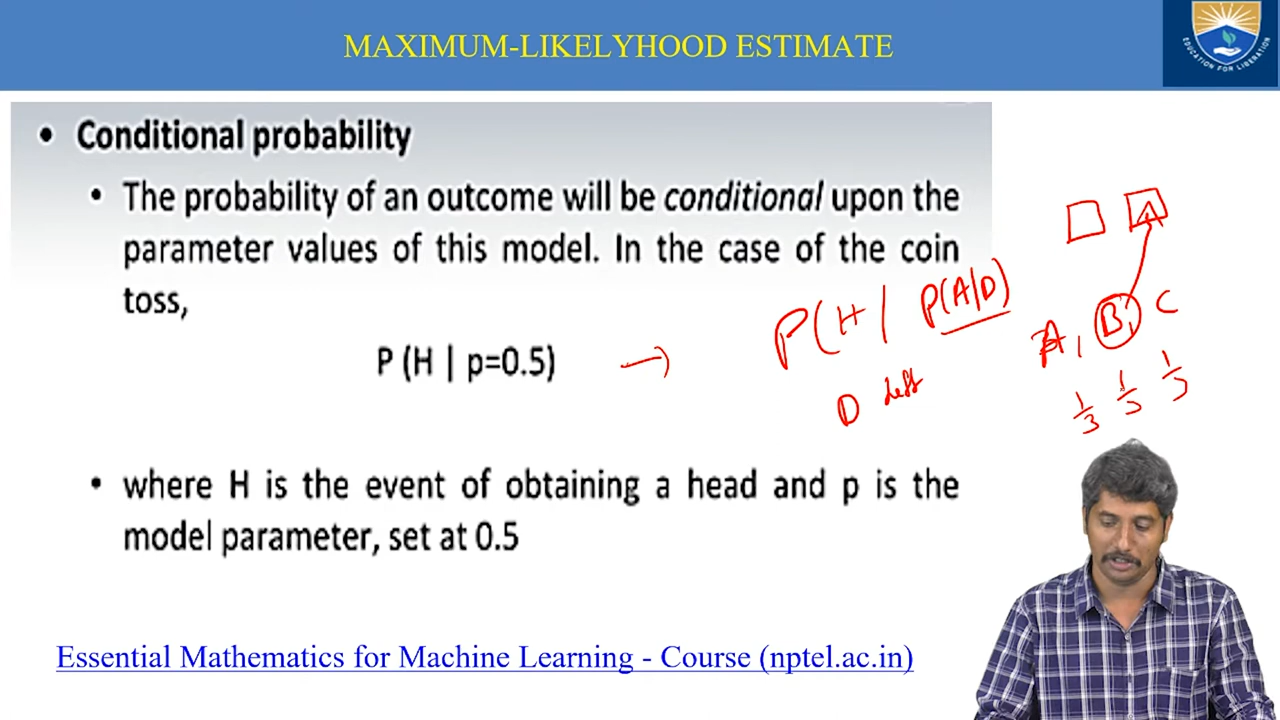 MAXIMUM-LIKELYHOOD ESTIMATE
EDUCATION FOR LIBERATION
• Conditional probability
• The probability of an outcome will be conditional upon the
parameter values of this model. In the case of the coin
toss,
P (H | p=0.5)
→ P(H | P(A|D)
A, B, C
D
1/3 1/3 1/3
• where H is the event of obtaining a head and p is the
model parameter, set at 0.5
Essential Mathematics for Machine Learning - Course (nptel.ac.in)